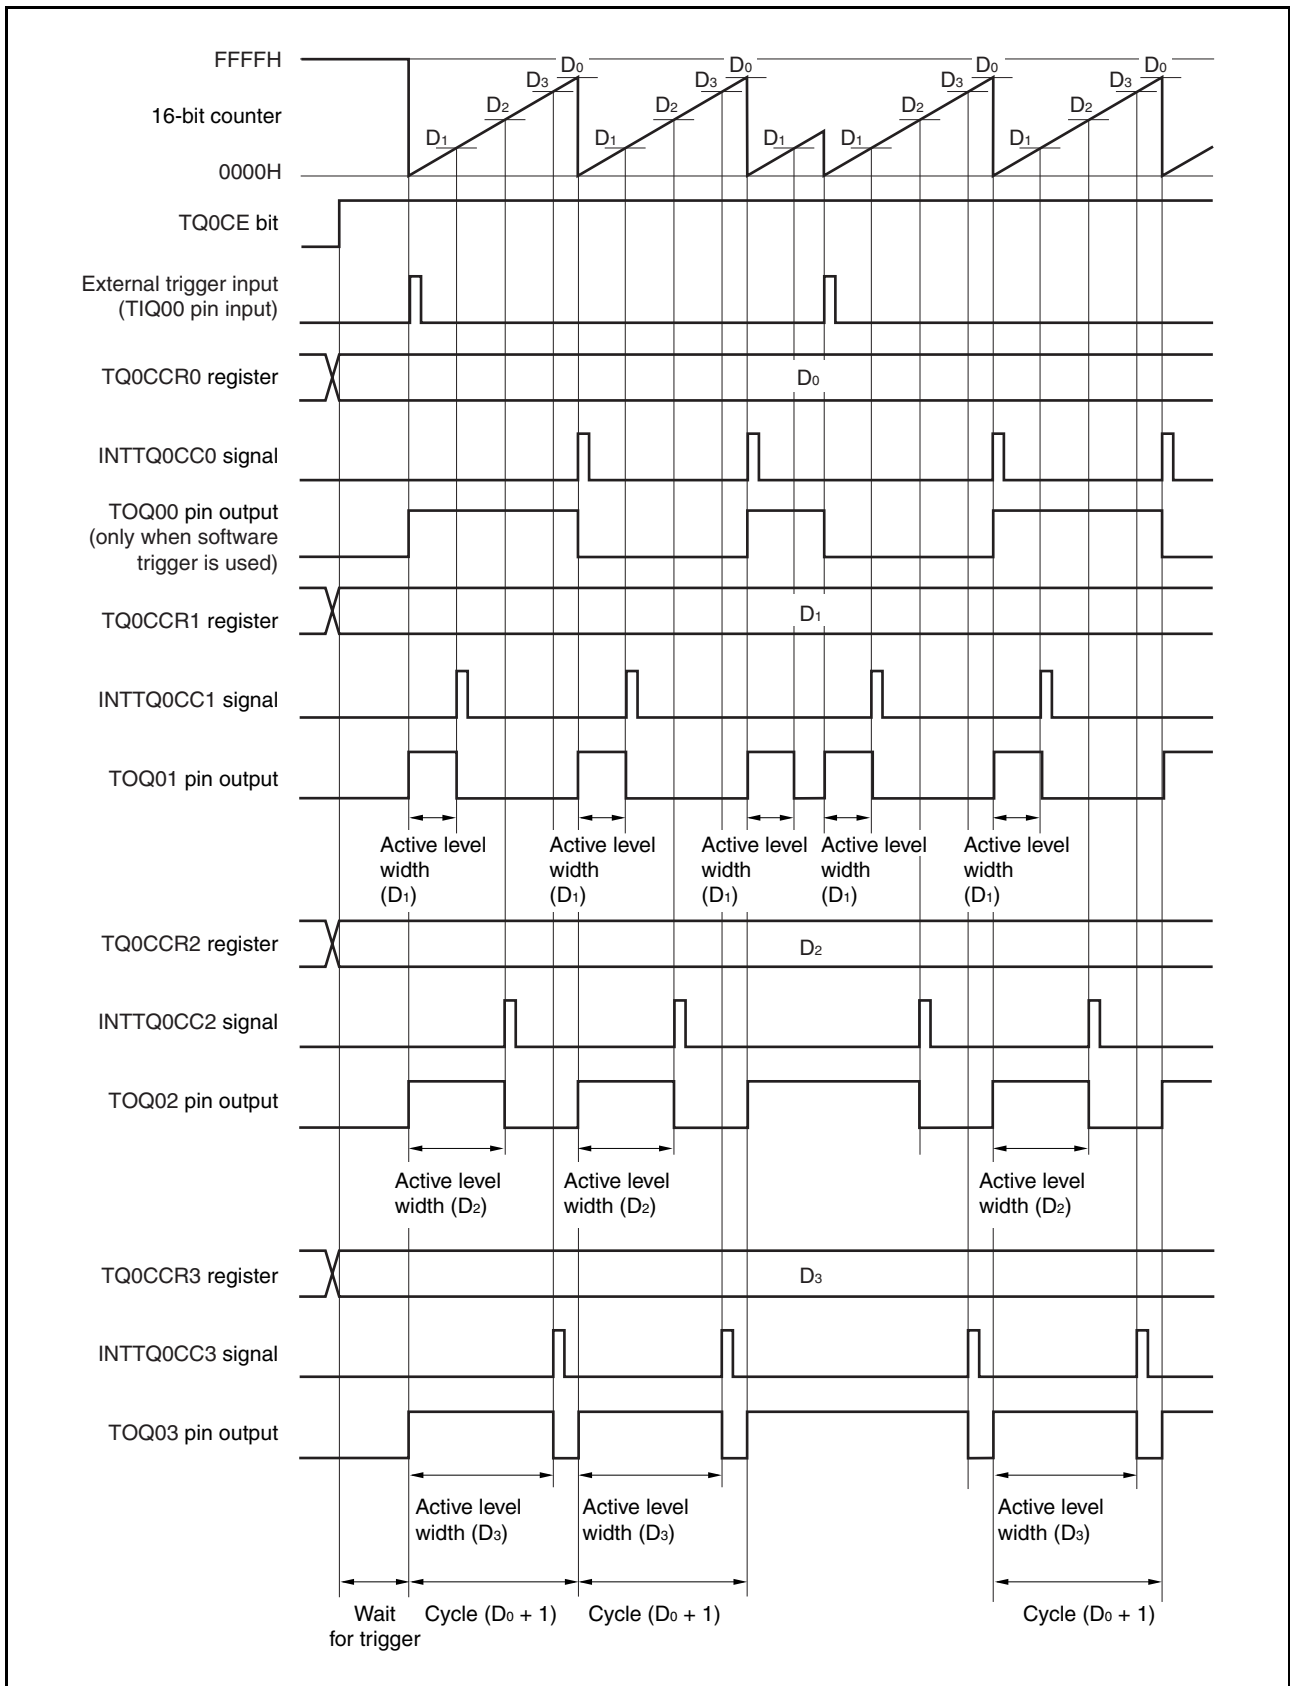 FFFFH
D0 D0 D0 D0
D3 D3 D3 D3
D2 D2 D2 D2
16-bit counter
D1 D1 D1 D1 D1
0000H
TQ0CE bit
External trigger input
(TIQ00 pin input)
TQ0CCR0 register D0
INTTQ0CC0 signal
TOQ00 pin output
(only when software
trigger is used)
TQ0CCR1 register D1
INTTQ0CC1 signal
TOQ01 pin output
Active level Active level Active level Active level Active level
width width width width width
(D1) (D1) (D1) (D1) (D1)
TQ0CCR2 register D2
INTTQ0CC2 signal
TOQ02 pin output
Active level Active level Active level
width (D2) width (D2) width (D2)
TQ0CCR3 register D3
INTTQ0CC3 signal
TOQ03 pin output
Active level Active level Active level
width (D3) width (D3) width (D3)
Wait Cycle (D0 + 1) Cycle (D0 + 1) Cycle (D0 + 1)
for trigger